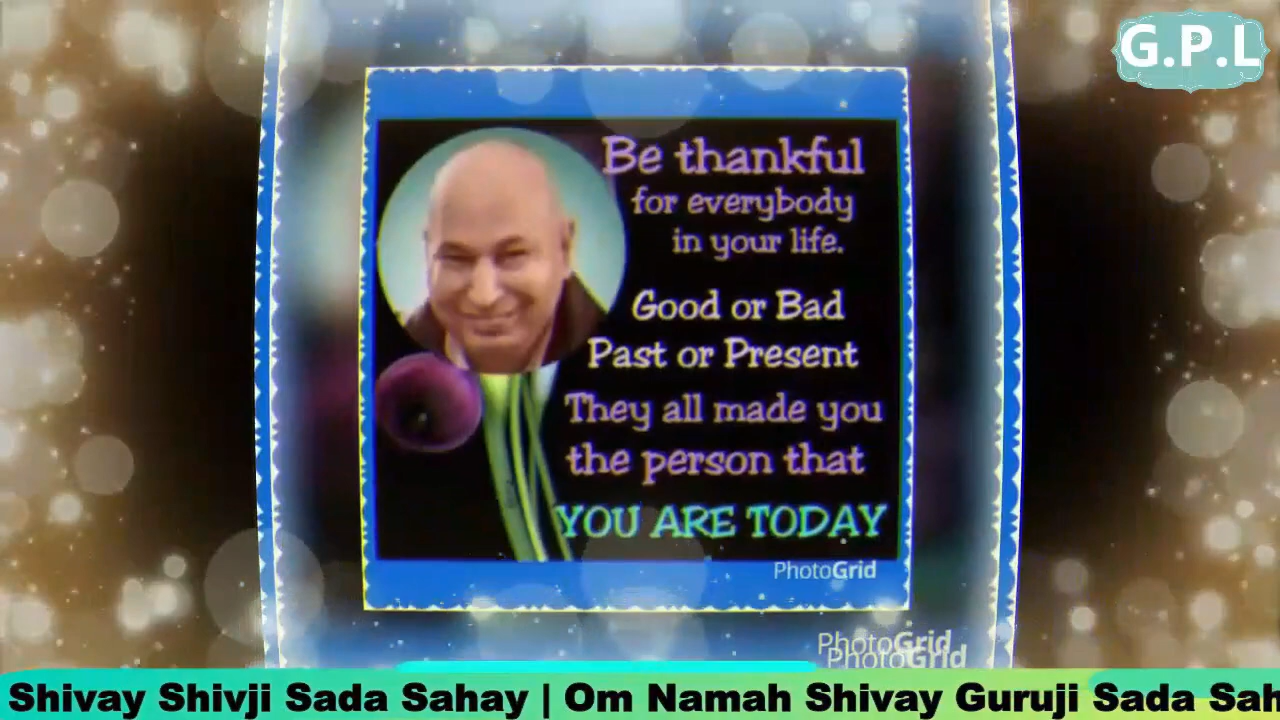 G.P.L
Be thankful
for everybody
in your life.
Good or Bad
Past or Present
They all made you
the person that
YOU ARE TODAY
PhotoGrid
PhotoGrid
PhotoGrid
Shivay Shivji Sada Sahay | Om Namah Shivay Guruji Sada Sah